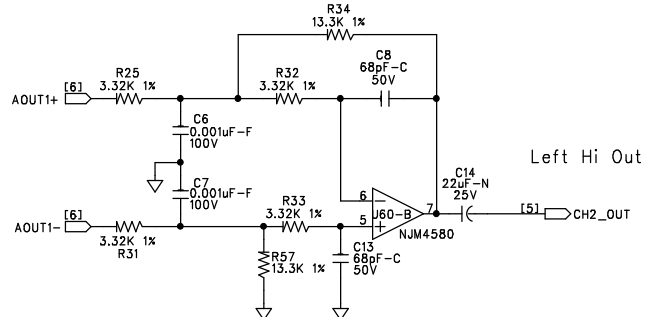 R34
13.3K 1%
C8
68pF-C
50V
R25
3.32K 1%
R32
3.32K 1%
[6]
AOUT1+
C6
0.001uF-F
100V
C7
0.001uF-F
100V
C14
22uF-N
25V
Left Hi Out
6
U60-B
7
5
NJM4580
[5]
CH2_OUT
R33
3.32K 1%
[6]
AOUT1-
3.32K 1%
R31
R57
13.3K 1%
C13
68pF-C
50V